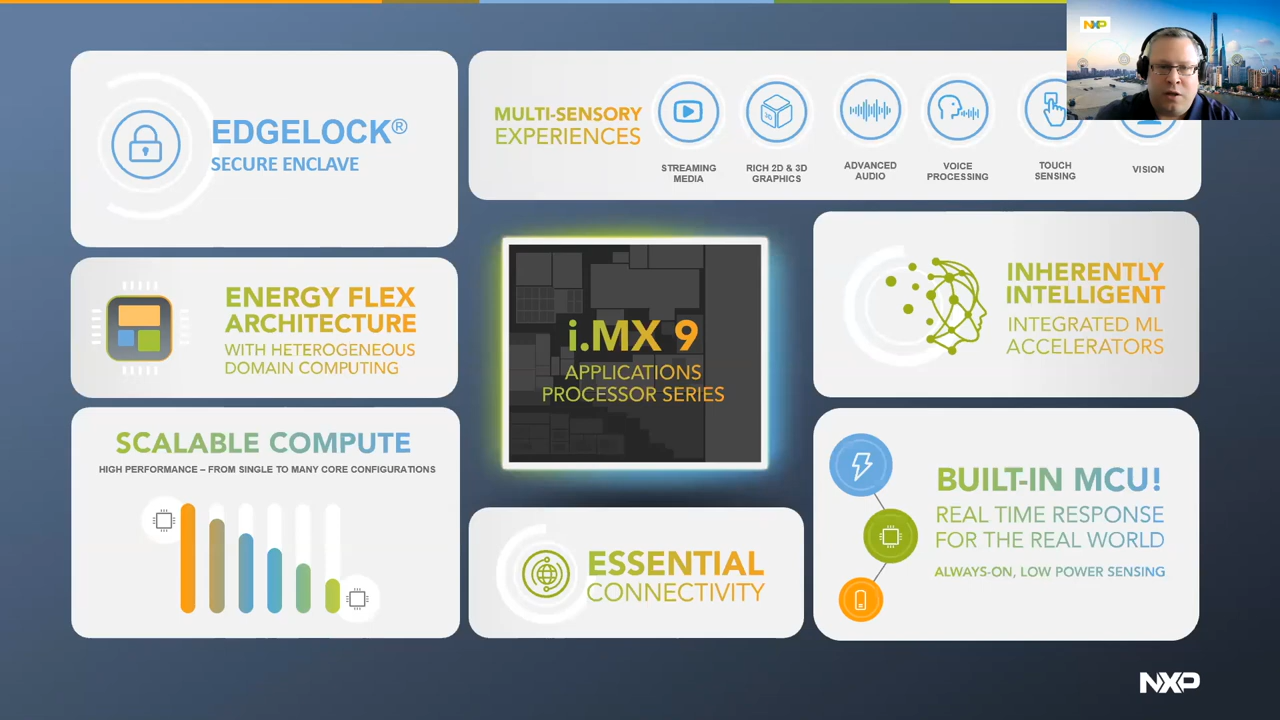 NXP
EDGELOCK®
SECURE ENCLAVE
MULTI-SENSORY
EXPERIENCES
STREAMING
MEDIA
RICH 2D & 3D
GRAPHICS
3D
ADVANCED
AUDIO
VOICE
PROCESSING
TOUCH
SENSING
VISION
ENERGY FLEX
ARCHITECTURE
WITH HETEROGENEOUS
DOMAIN COMPUTING
i.MX 9
APPLICATIONS
PROCESSOR SERIES
INHERENTLY
INTELLIGENT
INTEGRATED ML
ACCELERATORS
SCALABLE COMPUTE
HIGH PERFORMANCE – FROM SINGLE TO MANY CORE CONFIGURATIONS
ESSENTIAL
CONNECTIVITY
BUILT-IN MCU!
REAL TIME RESPONSE
FOR THE REAL WORLD
ALWAYS-ON, LOW POWER SENSING
NXP